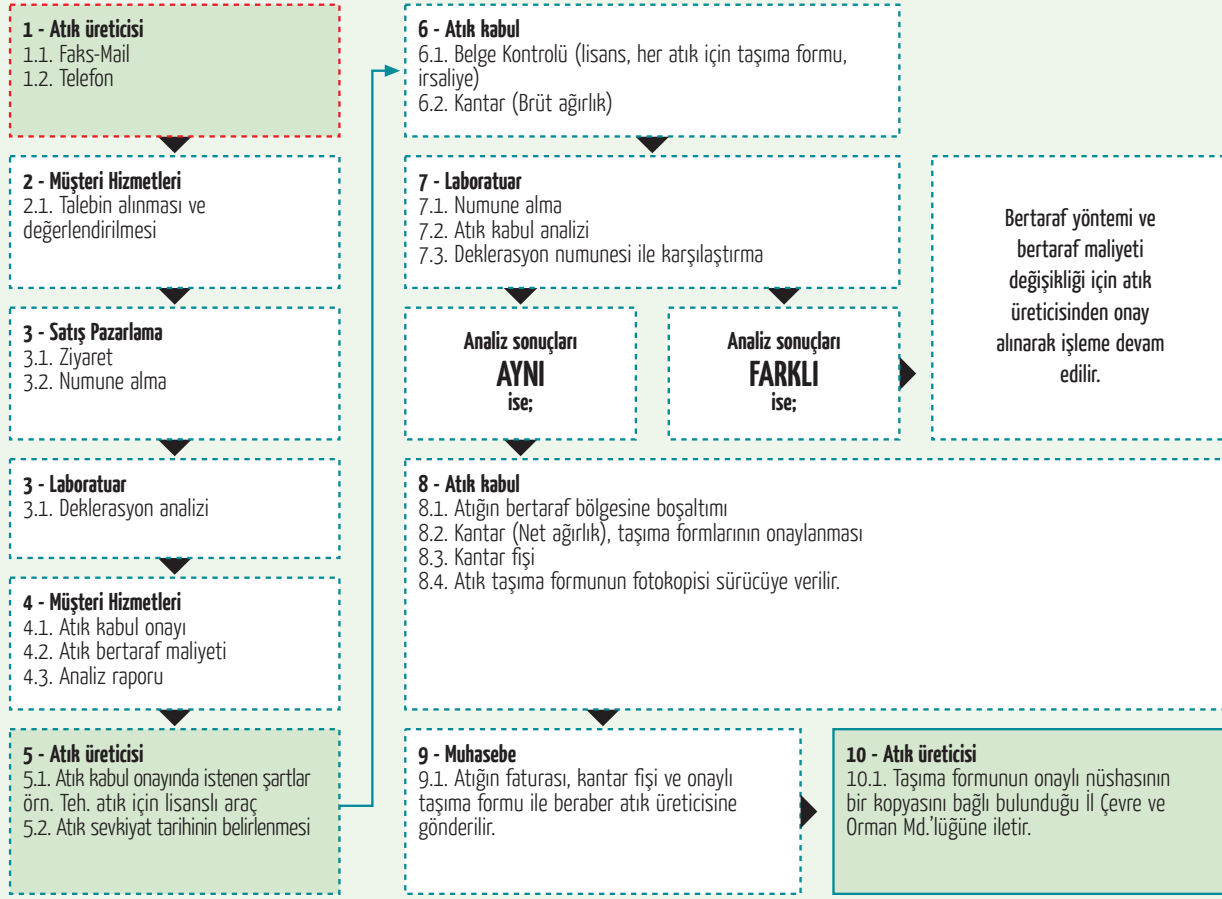 1 - Atık üreticisi
1.1. Faks-Mail
1.2. Telefon
2 - Müşteri Hizmetleri
2.1. Talebin alınması ve
değerlendirilmesi
3 - Satış Pazarlama
3.1. Ziyaret
3.2. Numune alma
3 - Laboratuar
3.1. Deklerasyon analizi
4 - Müşteri Hizmetleri
4.1. Atık kabul onayı
4.2. Atık bertaraf maliyeti
4.3. Analiz raporu
5 - Atık üreticisi
5.1. Atık kabul onayında istenen şartlar
örn. Teh. atık için lisanslı araç
5.2. Atık sevkiyat tarihinin belirlenmesi
6 - Atık kabul
6.1. Belge Kontrolü (lisans, her atık için taşıma formu,
irsaliye)
6.2. Kantar (Brüt ağırlık)
7 - Laboratuar
7.1. Numune alma
7.2. Atık kabul analizi
7.3. Deklerasyon numunesi ile karşılaştırma
Analiz sonuçları
AYNI
ise;
Analiz sonuçları
FARKLI
ise;
Bertaraf yöntemi ve
bertaraf maliyeti
değişikliği için atık
üreticisinden onay
alınarak işleme devam
edilir.
8 - Atık kabul
8.1. Atığın bertaraf bölgesine boşaltımı
8.2. Kantar (Net ağırlık), taşıma formlarının onaylanması
8.3. Kantar fişi
8.4. Atık taşıma formunun fotokopisi sürücüye verilir.
9 - Muhasebe
9.1. Atığın faturası, kantar fişi ve onaylı
taşıma formu ile beraber atık üreticisine
gönderilir.
10 - Atık üreticisi
10.1. Taşıma formunun onaylı nüshasının
bir kopyasını bağlı bulunduğu İl Çevre ve
Orman Md.'lüğüne iletir.